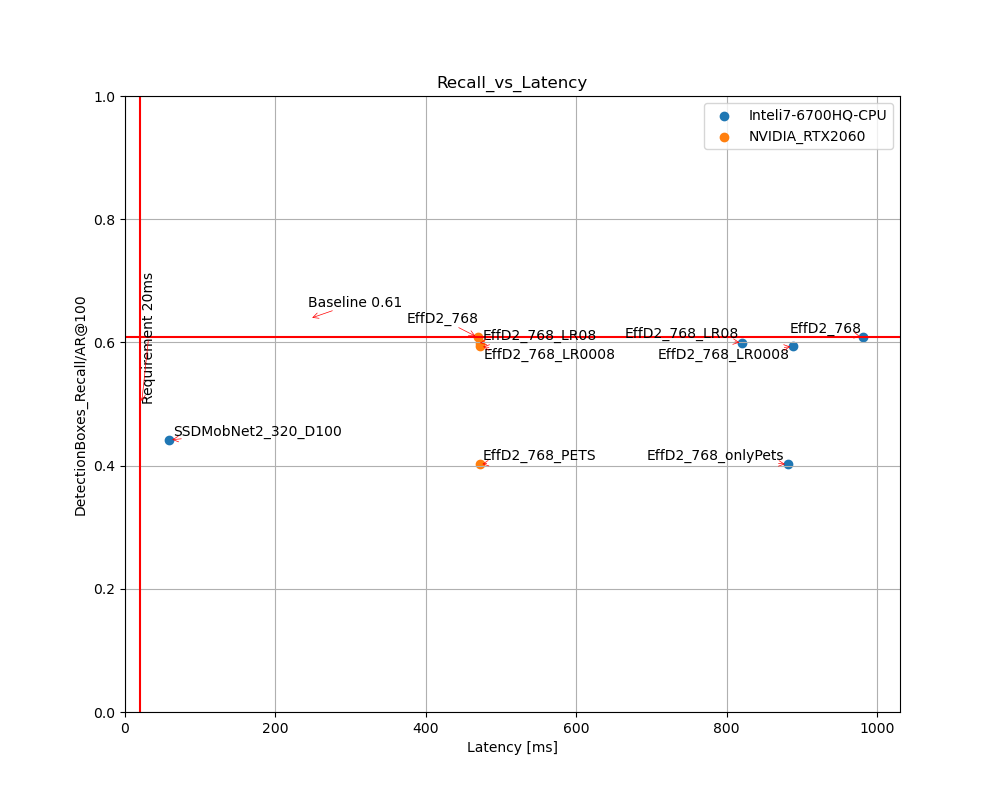 Recall_vs_Latency
Inteli7-6700HQ-CPU
NVIDIA_RTX2060
DetectionBoxes_Recall/AR@100
1.0
0.8
0.6
0.4
0.2
0.0
Requirement 20ms
Baseline 0.61
EffD2_768
EffD2_768_LR08
EffD2_768_LR0008
EffD2_768_LR08
EffD2_768
EffD2_768_LR0008
SSDMobNet2_320_D100
EffD2_768_PETS
EffD2_768_onlyPets
0
200
400
600
800
1000
Latency [ms]